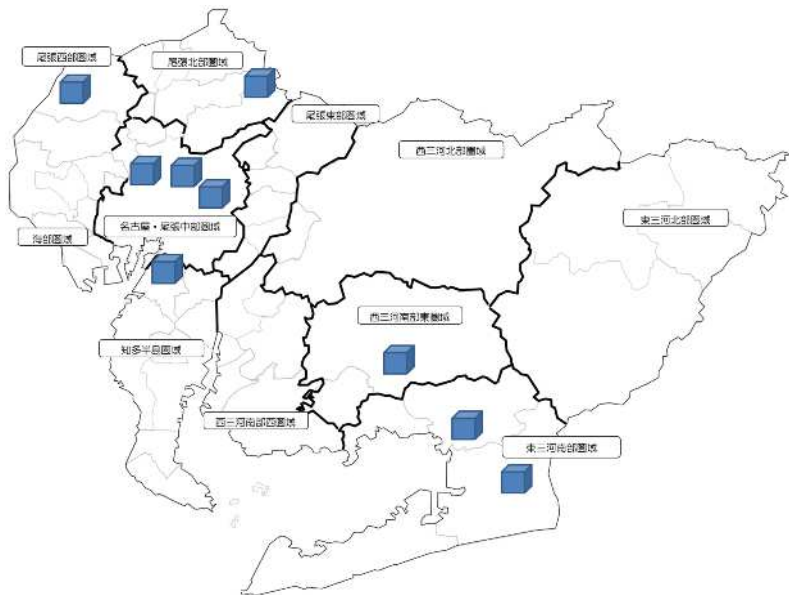 尾張西部圏域
尾張北部圏域
尾張東部圏域
西三河北部圏域
東三河北部圏域
名古屋・尾張中部圏域
海部圏域
西三河南部東圏域
知多半島圏域
西三河南部西圏域
東三河南部圏域